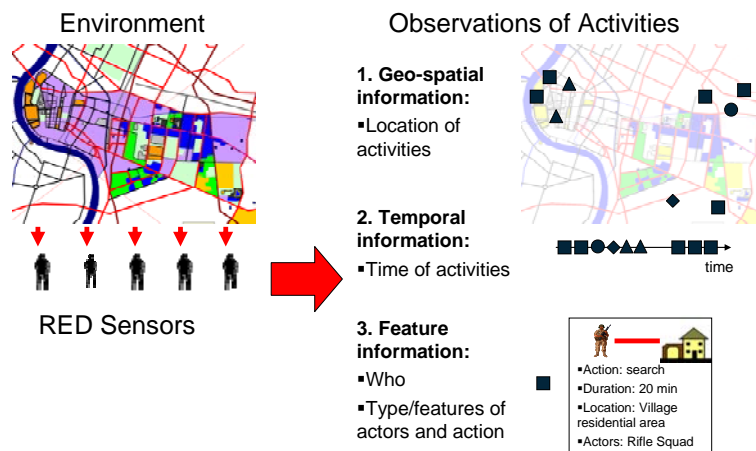 Environment
Observations of Activities
1. Geo-spatial
information:
▪Location of
activities
2. Temporal
information:
▪Time of activities
time
RED Sensors
3. Feature
information:
▪Who
▪Type/features of
actors and action
▪Action: search
▪Duration: 20 min
▪Location: Village
residential area
▪Actors: Rifle Squad